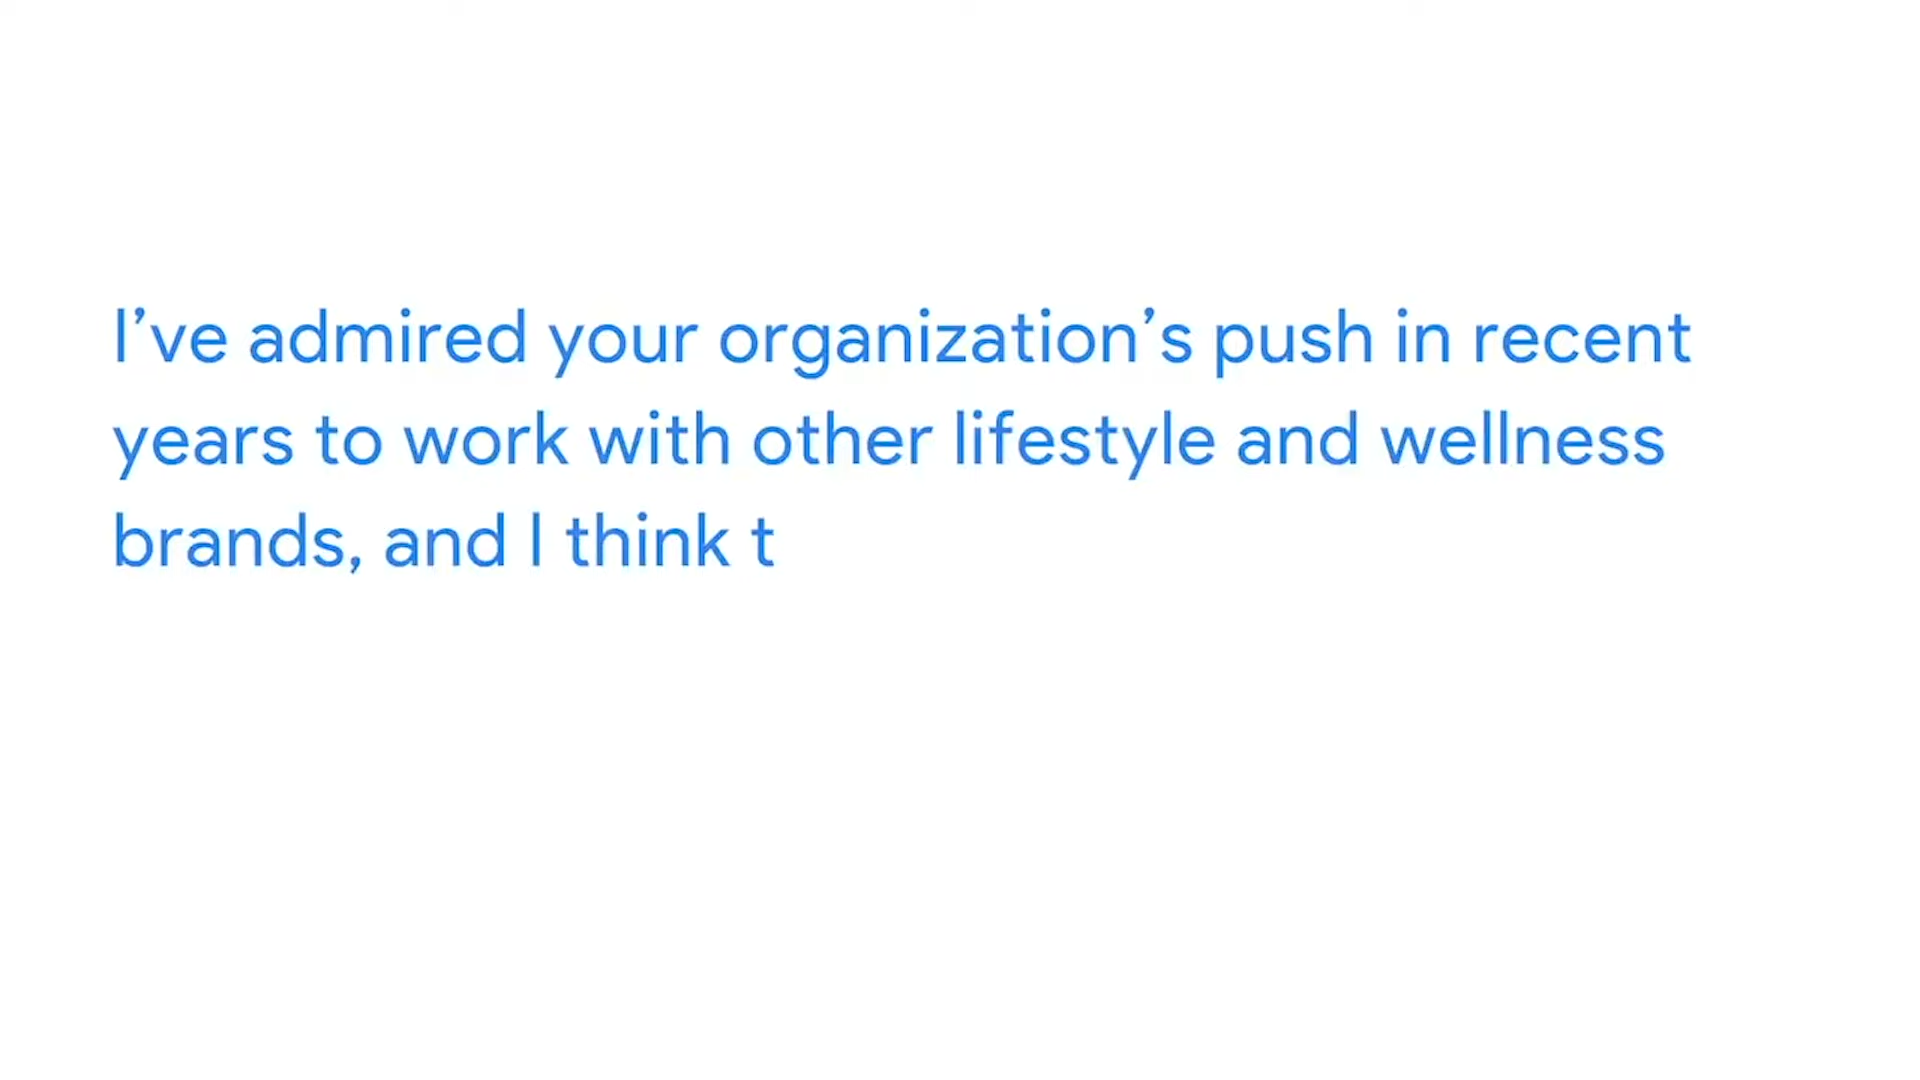 I’ve admired your organization’s push in recent
years to work with other lifestyle and wellness
brands, and I think t